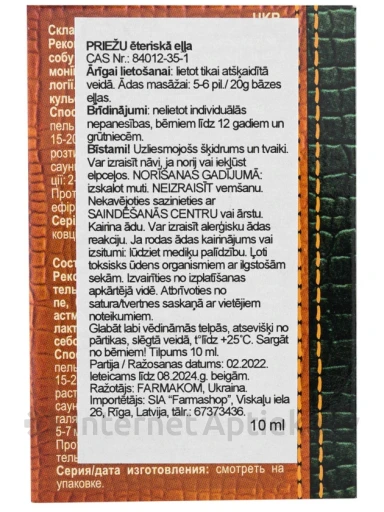 УКР
PRIEŽU ēteriskā eļļa
CAS Nr.: 84012-35-1
Ārīgai lietošanai: lietot tikai atšķaidītā
veidā. Ādas masāžai: 5-6 pil./ 20g bāzes
eļļas.
Brīdinājumi: nelietot individuālās
nepanesības, bērniem līdz 12 gadiem un
grūtniecēm.
Bīstami! Uzliesmojošs šķidrums un tvaiki.
Var izraisīt nāvi, ja norij vai iekļūst
elpceļos. NORĪŠANAS GADĪJUMĀ:
izskalot muti. NEIZRAISĪT vemšanu.
Nekavējoties sazinieties ar
SAINDĒŠANĀS CENTRU vai ārstu.
Kairina ādu. Var izraisīt alerģisku ādas
reakciju. Ja rodas ādas kairinājums vai
izsitumi: lūdziet mediķu palīdzību. Ļoti
toksisks ūdens organismiem ar ilgstošām
sekām. Izvairīties no izplatīšanas
apkārtējā vidē. Atbrīvoties no
satura/tvertnes saskaņā ar vietējiem
noteikumiem.
Glabāt labi vēdināmās telpās, atsevišķi no
pārtikas, slēgtā veidā, t°līdz +25°C. Sargāt
no bērniem! Tilpums 10 ml.
Partija / Ražosanas datums: 02.2022.
Ieteicams līdz 08.2024.g. beigām.
Ražotājs: FARMAKOM, Ukraina.
Importētājs: SIA "Farmashop", Viskaļu iela
26, Rīga, Latvija, tālr.: 67373436.
10 ml
Серия/дата изготовления: смотреть на
упаковке.